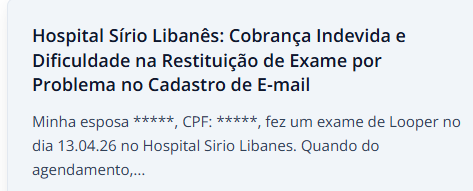 Hospital Sírio Libanês: Cobrança Indevida e
Dificuldade na Restituição de Exame por
Problema no Cadastro de E-mail
Minha esposa *****, CPF: *****, fez um exame de Looper no
dia 13.04.26 no Hospital Sirio Libanes. Quando do
agendamento,...